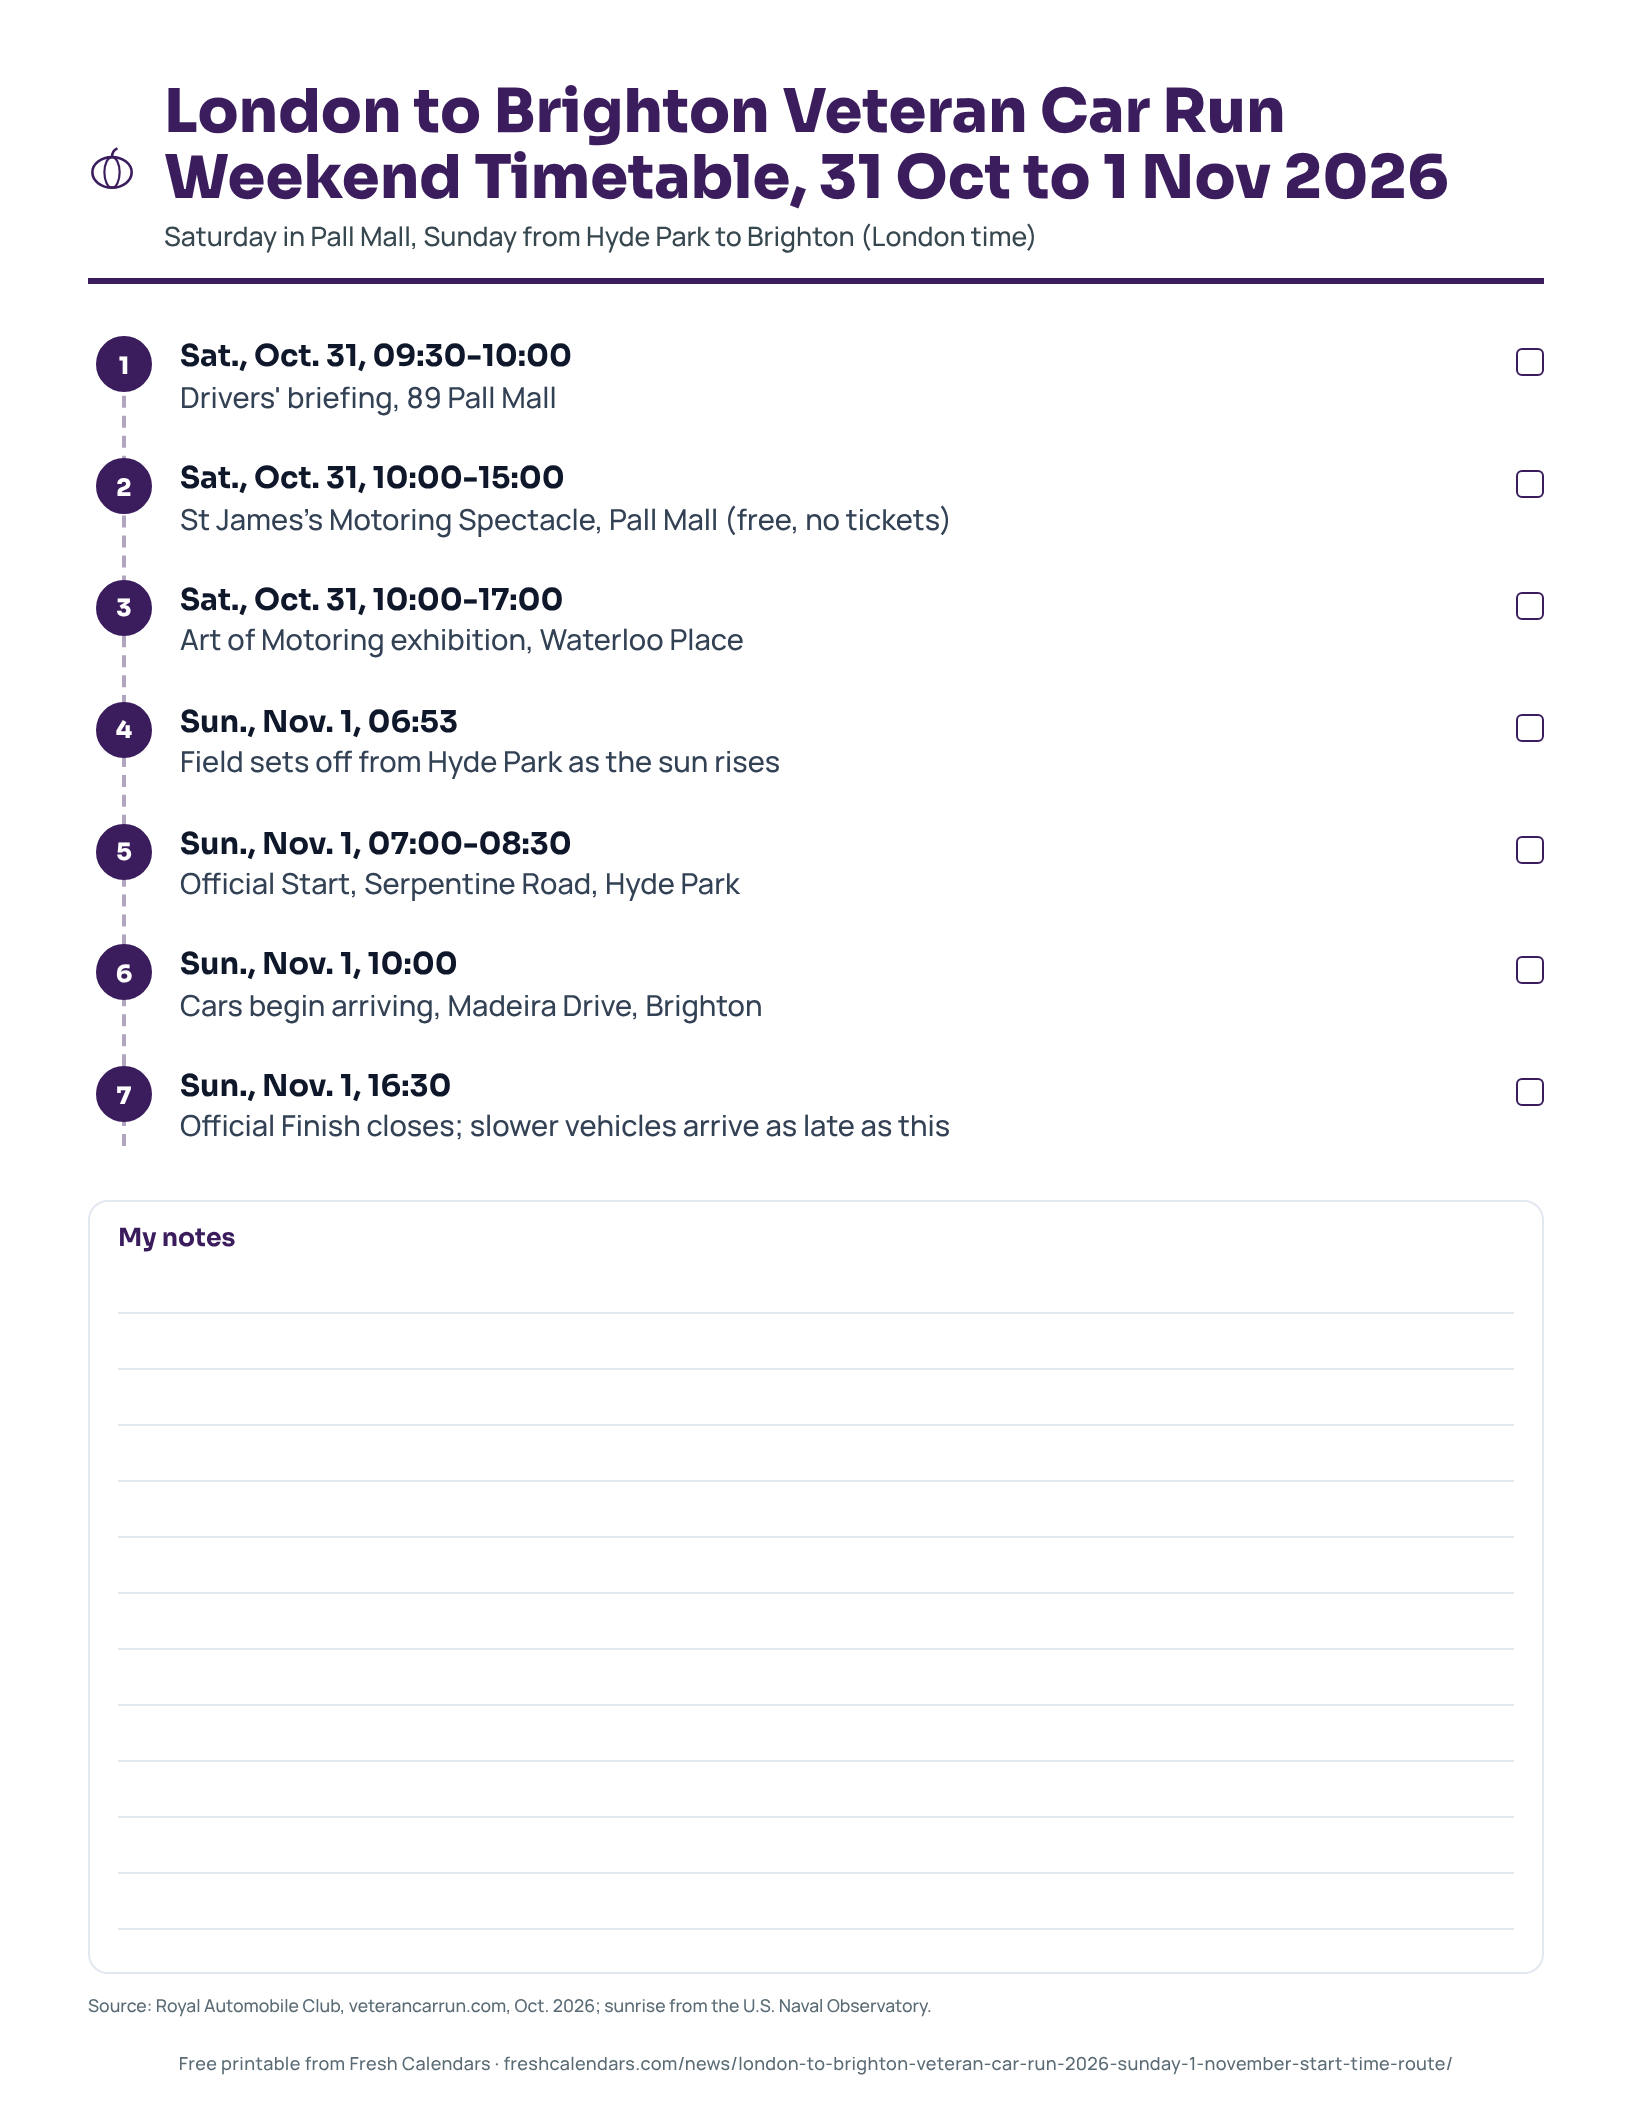 London to Brighton Veteran Car Run
Weekend Timetable, 31 Oct to 1 Nov 2026
Saturday in Pall Mall, Sunday from Hyde Park to Brighton (London time)
1
Sat., Oct. 31, 09:30–10:00
Drivers' briefing, 89 Pall Mall
2
Sat., Oct. 31, 10:00–15:00
St James’s Motoring Spectacle, Pall Mall (free, no tickets)
3
Sat., Oct. 31, 10:00–17:00
Art of Motoring exhibition, Waterloo Place
4
Sun., Nov. 1, 06:53
Field sets off from Hyde Park as the sun rises
5
Sun., Nov. 1, 07:00–08:30
Official Start, Serpentine Road, Hyde Park
6
Sun., Nov. 1, 10:00
Cars begin arriving, Madeira Drive, Brighton
7
Sun., Nov. 1, 16:30
Official Finish closes; slower vehicles arrive as late as this
My notes
Source: Royal Automobile Club, veterancarrun.com, Oct. 2026; sunrise from the U.S. Naval Observatory.
Free printable from Fresh Calendars · freshcalendars.com/news/london-to-brighton-veteran-car-run-2026-sunday-1-november-start-time-route/